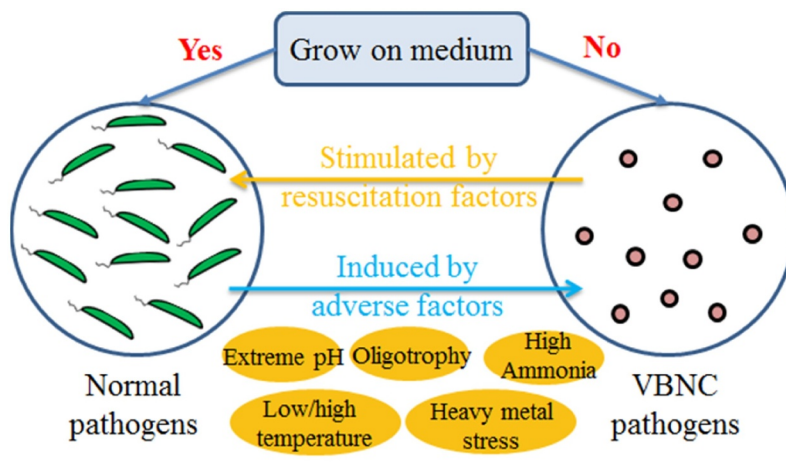 Yes
Grow on medium
No
Stimulated by
resuscitation factors
Induced by
adverse factors
Extreme pH
Oligotrophy
High
Ammonia
Low/high
temperature
Heavy metal
stress
Normal
pathogens
VBNC
pathogens